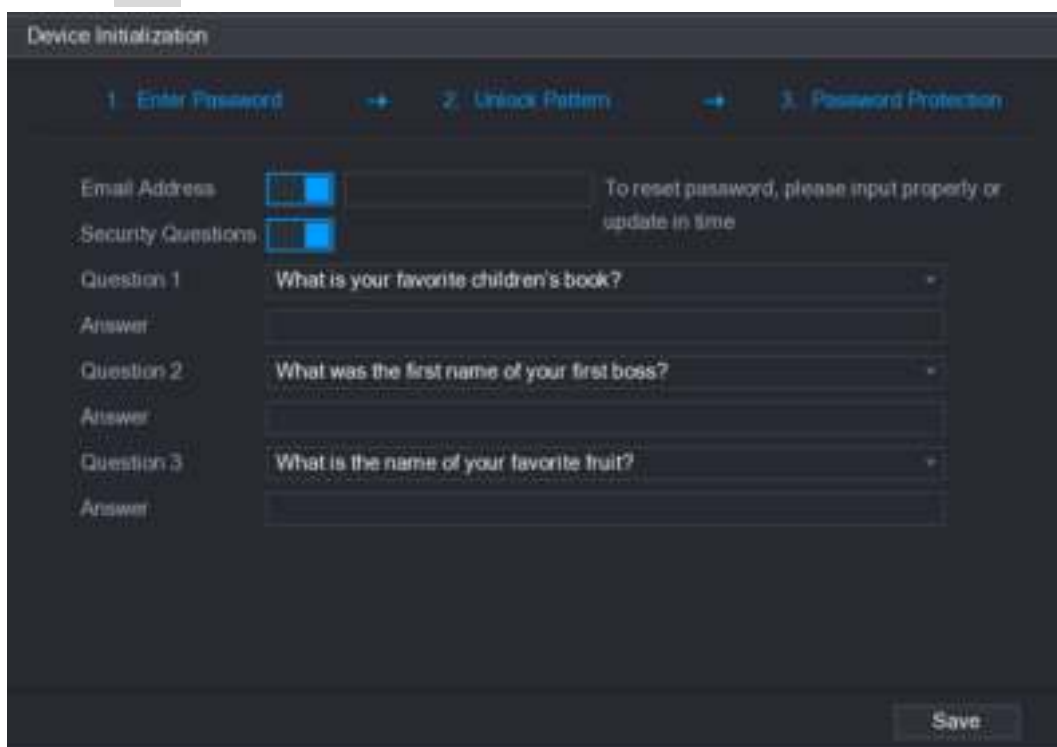 Device Initialization
1. Enter Password → 2. Unlock Pattern → 3. Password Protection
Email Address
To reset password, please input properly or
update in time
Security Questions
Question 1 What is your favorite children's book?
Answer
Question 2 What was the first name of your first boss?
Answer
Question 3 What is the name of your favorite fruit?
Answer
Save